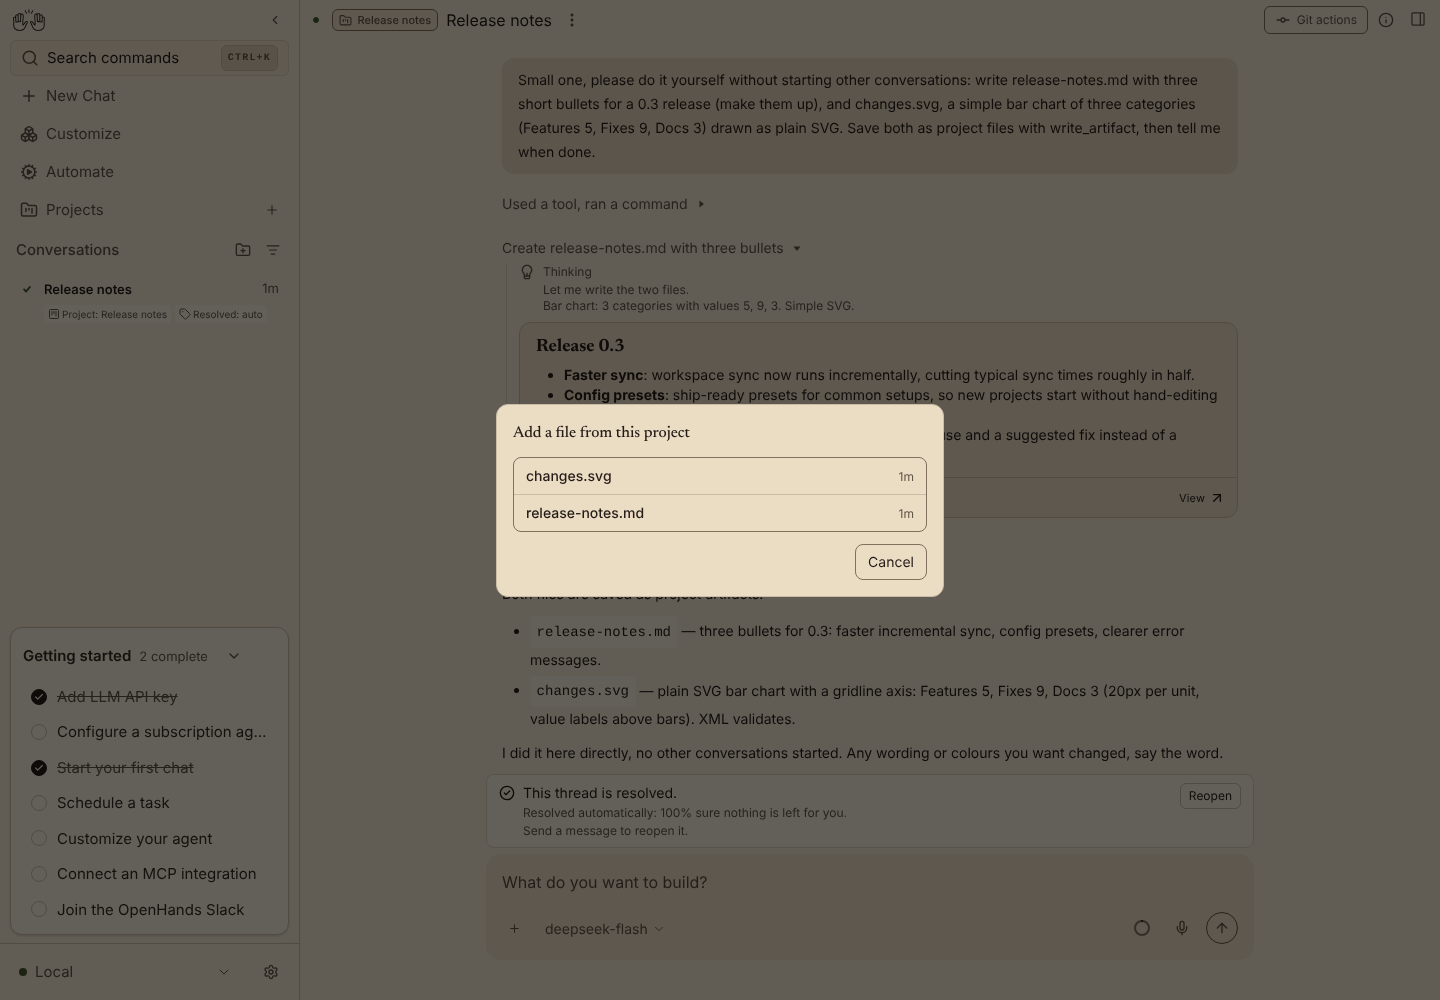 Release notes
Release notes
Git actions
Search commands
CTRL+K
New Chat
Customize
Automate
Projects
Conversations
Release notes
1m
Project: Release notes
Resolved: auto
Small one, please do it yourself without starting other conversations: write release-notes.md with three
short bullets for a 0.3 release (make them up), and changes.svg, a simple bar chart of three categories
(Features 5, Fixes 9, Docs 3) drawn as plain SVG. Save both as project files with write_artifact, then tell me
when done.
Used a tool, ran a command
Create release-notes.md with three bullets
Thinking
Let me write the two files.
Bar chart: 3 categories with values 5, 9, 3. Simple SVG.
Release 0.3
Faster sync: workspace sync now runs incrementally, cutting typical sync times roughly in half.
Config presets: ship-ready presets for common setups, so new projects start without hand-editing
and a suggested fix instead of a
View
Add a file from this project
changes.svg
1m
release-notes.md
1m
Cancel
release-notes.md — three bullets for 0.3: faster incremental sync, config presets, clearer error
messages.
changes.svg — plain SVG bar chart with a gridline axis: Features 5, Fixes 9, Docs 3 (20px per unit,
value labels above bars). XML validates.
I did it here directly, no other conversations started. Any wording or colours you want changed, say the word.
This thread is resolved.
Resolved automatically: 100% sure nothing is left for you.
Send a message to reopen it.
Reopen
What do you want to build?
deepseek-flash
Getting started
2 complete
Add LLM API key
Configure a subscription ag...
Start your first chat
Schedule a task
Customize your agent
Connect an MCP integration
Join the OpenHands Slack
Local